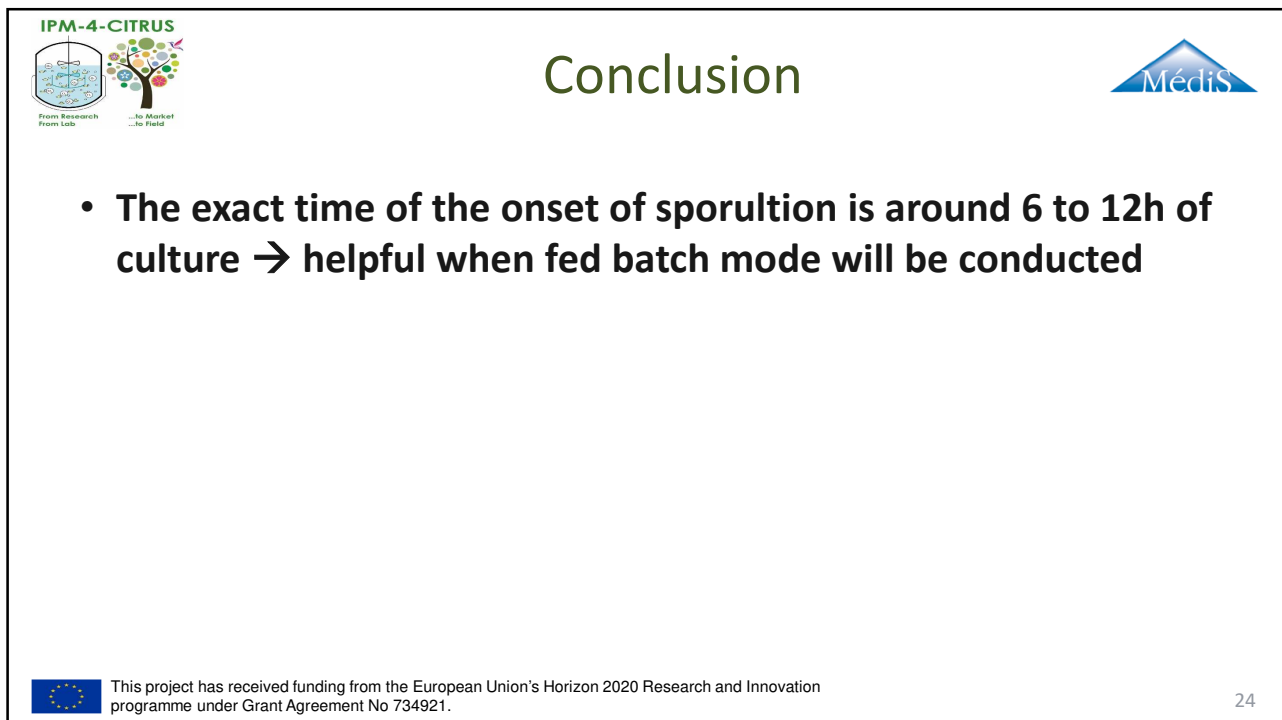 IPM-4-CITRUS
From Research ...to Market
From Lab ...to Field
Conclusion
MédiS
• The exact time of the onset of sporultion is around 6 to 12h of
culture → helpful when fed batch mode will be conducted
This project has received funding from the European Union's Horizon 2020 Research and Innovation
programme under Grant Agreement No 734921.
24